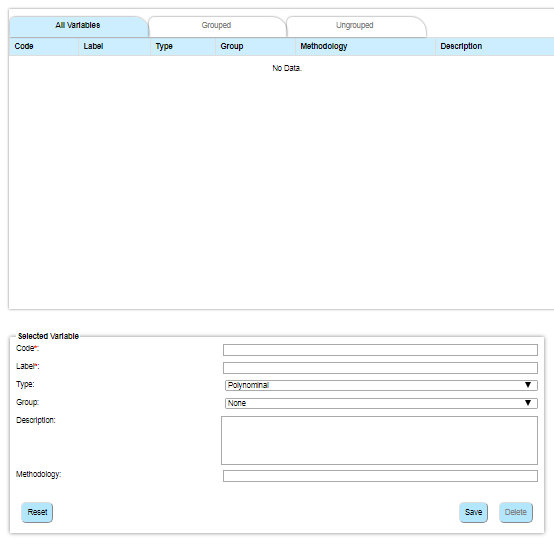 All Variables Grouped Ungrouped
Code Label Type Group Methodology Description
No Data.
Selected Variable
Code*:
Label*:
Type: Polynominal
Group: None
Description:
Methodology:
Reset Save Delete